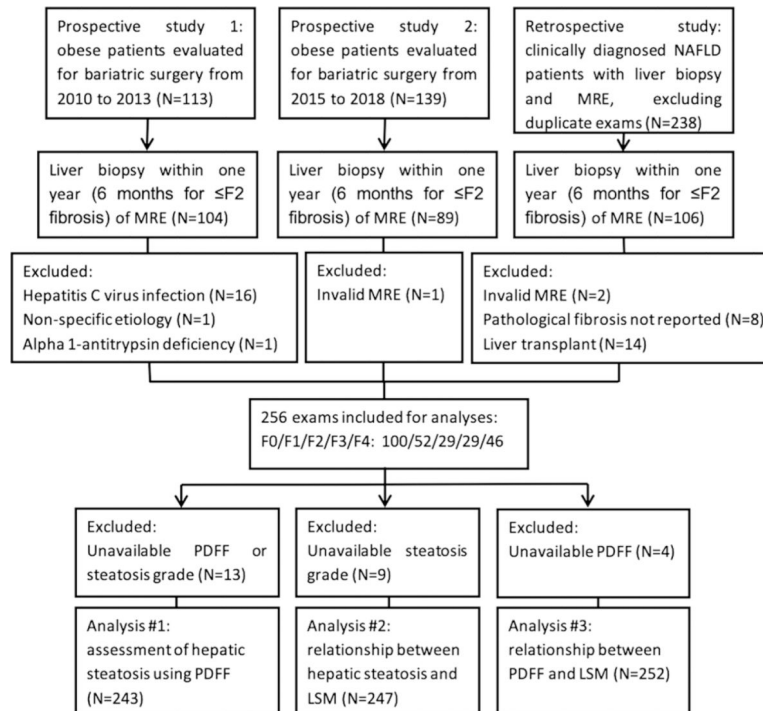 Prospective study 1:
obese patients evaluated
for bariatric surgery from
2010 to 2013 (N=113)
Prospective study 2:
obese patients evaluated
for bariatric surgery from
2015 to 2018 (N=139)
Retrospective study:
clinically diagnosed NAFLD
patients with liver biopsy
and MRE, excluding
duplicate exams (N=238)
Liver biopsy within one
year (6 months for ≤F2
fibrosis) of MRE (N=104)
Liver biopsy within one
year (6 months for ≤F2
fibrosis) of MRE (N=89)
Liver biopsy within one
year (6 months for ≤F2
fibrosis) of MRE (N=106)
Excluded:
Hepatitis C virus infection (N=16)
Non-specific etiology (N=1)
Alpha 1-antitrypsin deficiency (N=1)
Excluded:
Invalid MRE (N=1)
Excluded:
Invalid MRE (N=2)
Pathological fibrosis not reported (N=8)
Liver transplant (N=14)
256 exams included for analyses:
F0/F1/F2/F3/F4: 100/52/29/29/46
Excluded:
Unavailable PDFF or
steatosis grade (N=13)
Excluded:
Unavailable steatosis
grade (N=9)
Excluded:
Unavailable PDFF (N=4)
Analysis #1:
assessment of hepatic
steatosis using PDFF
(N=243)
Analysis #2:
relationship between
hepatic steatosis and
LSM (N=247)
Analysis #3:
relationship between
PDFF and LSM (N=252)